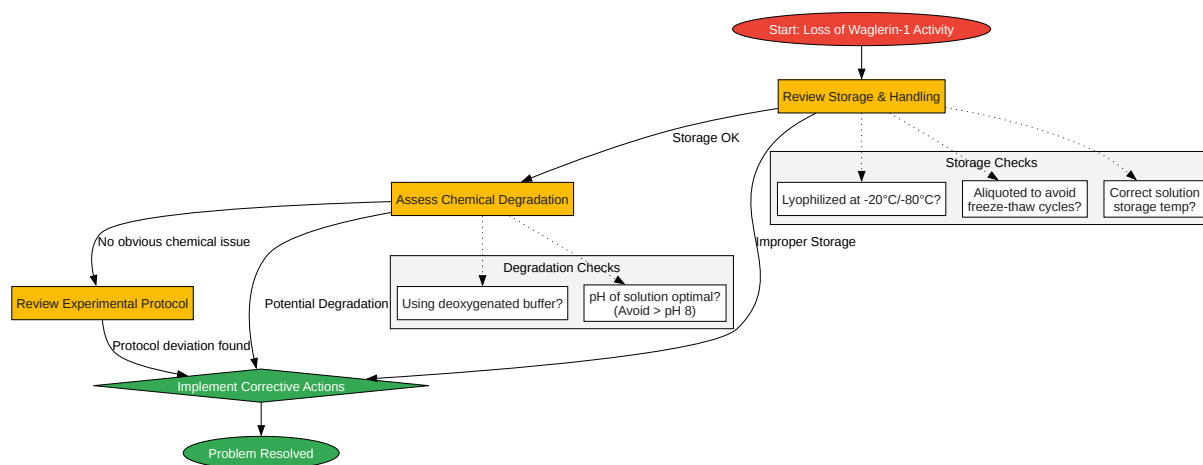 Start: Loss of Waglerin-1 Activity
Review Storage & Handling
Storage OK
Storage Checks
Lyophilized at -20°C/-80°C?
Aliquoted to avoid
freeze-thaw cycles?
Correct solution
storage temp?
Assess Chemical Degradation
No obvious chemical issue
Improper Storage
Degradation Checks
Using deoxygenated buffer?
pH of solution optimal?
(Avoid > pH 8)
Review Experimental Protocol
Potential Degradation
Protocol deviation found
Implement Corrective Actions
Problem Resolved